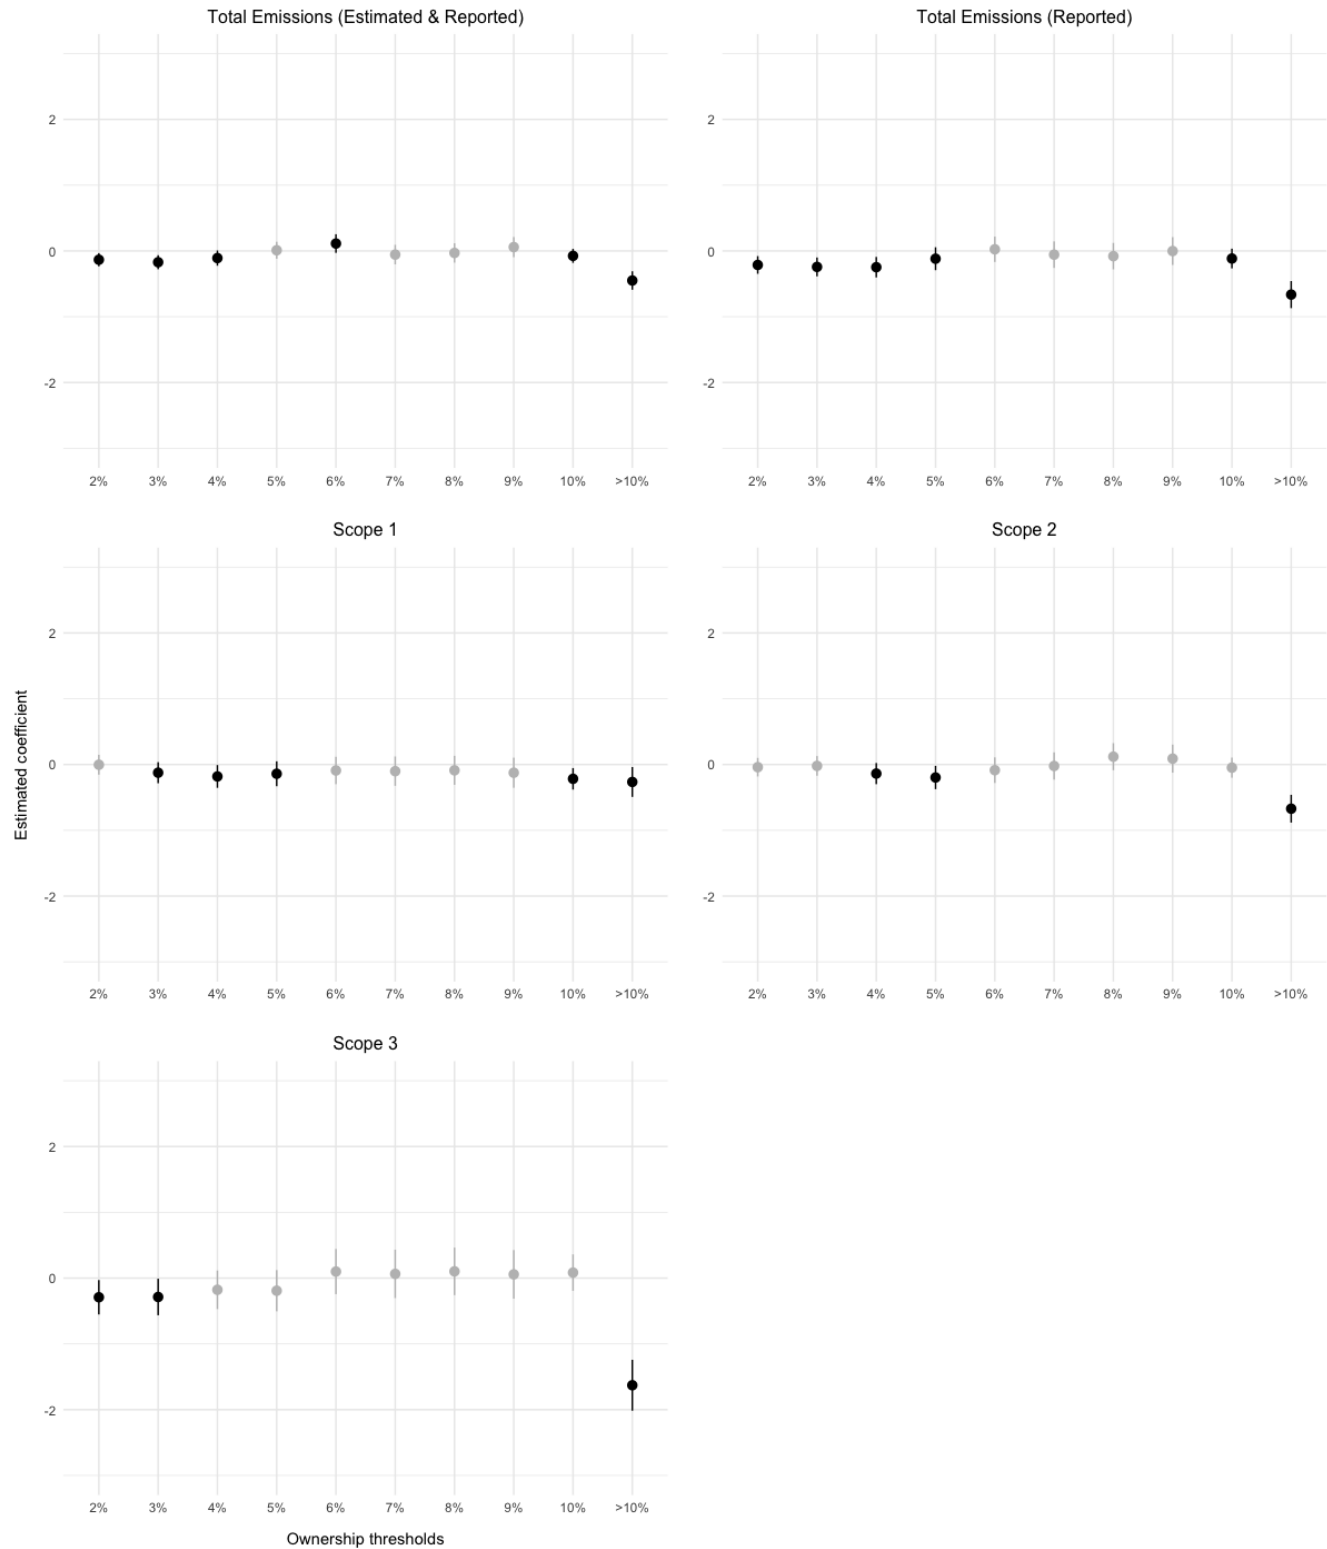 Total Emissions (Estimated & Reported)
Total Emissions (Reported)
2
0
-2
2% 3% 4% 5% 6% 7% 8% 9% 10% >10%
2
0
-2
2% 3% 4% 5% 6% 7% 8% 9% 10% >10%
Scope 1
Scope 2
Estimated coefficient
2
0
-2
2% 3% 4% 5% 6% 7% 8% 9% 10% >10%
2
0
-2
2% 3% 4% 5% 6% 7% 8% 9% 10% >10%
Scope 3
2
0
-2
2% 3% 4% 5% 6% 7% 8% 9% 10% >10%
Ownership thresholds